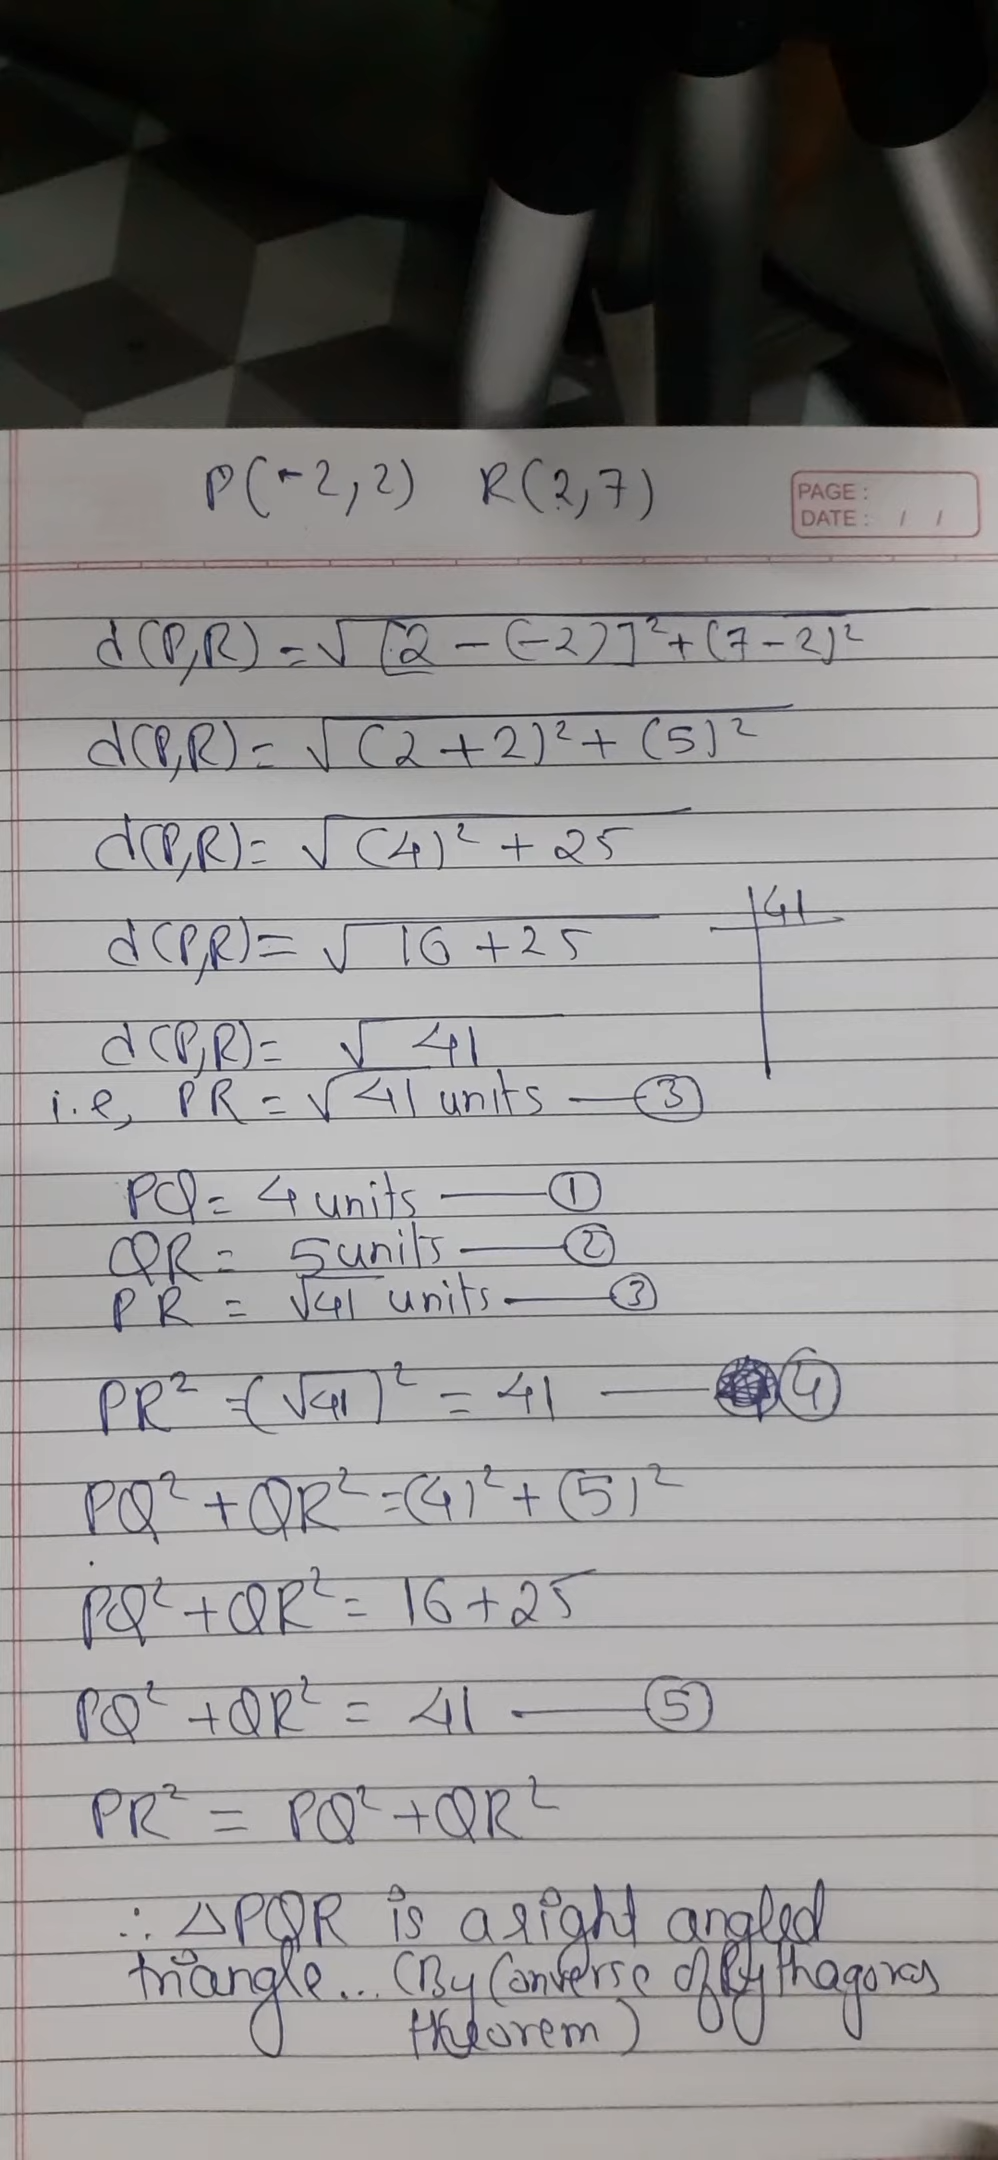 P(-2,2) R(2,7)
PAGE :
DATE : / /
d(P,R) = √[2-(-2)]²+(7-2)²
d(P,R) = √(2+2)²+(5)²
d(P,R) = √(4)²+25
d(P,R) = √16+25
41
d(P,R) = √41
i.e, PR = √41 units — ③
PQ = 4 units — ①
QR = 5 units — ②
PR = √41 units — ③
PR² = (√41)² = 41 — ④
PQ² + QR² = (4)² + (5)²
PQ² + QR² = 16 + 25
PQ² + QR² = 41 — ⑤
PR² = PQ² + QR²
∴ △PQR is a right angled
triangle... (By Converse of Pythagoras
theorem)